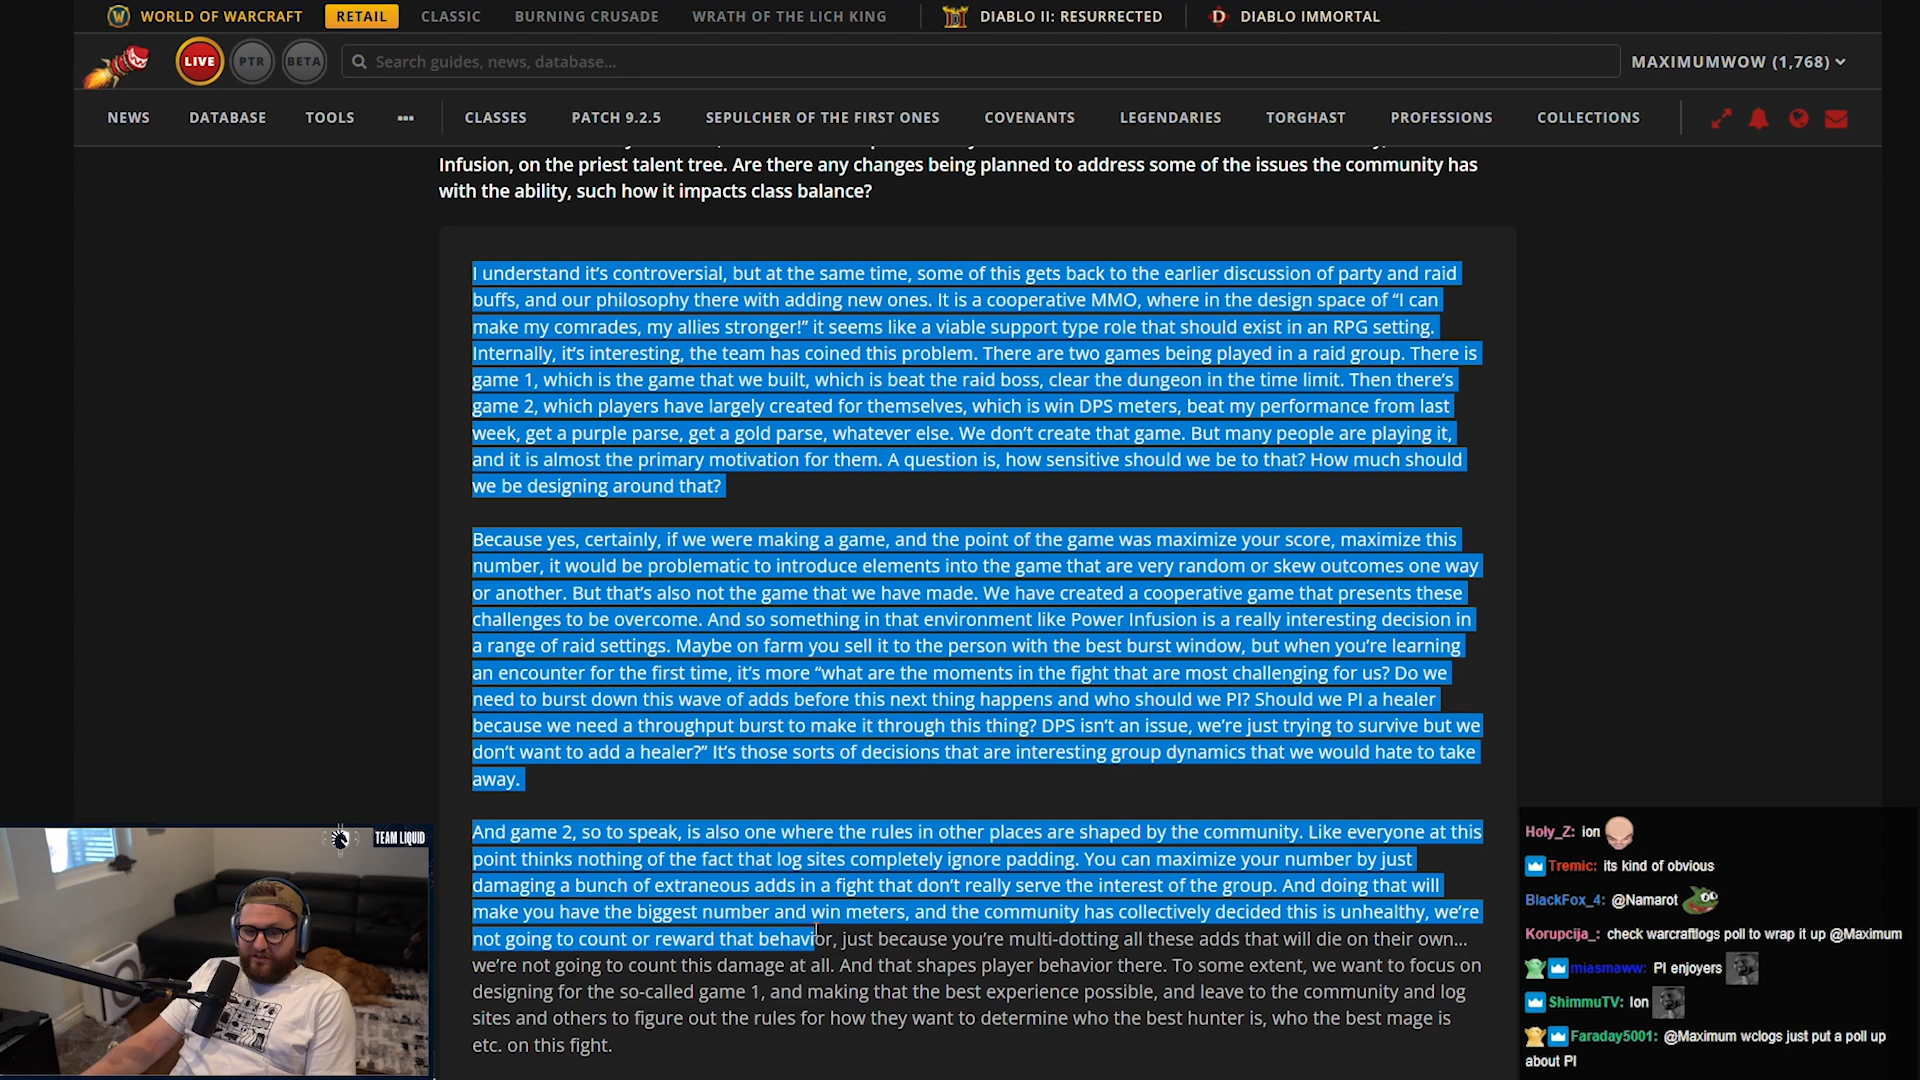 WORLD OF WARCRAFT RETAIL CLASSIC BURNING CRUSADE WRATH OF THE LICH KING DIABLO II: RESURRECTED DIABLO IMMORTAL
LIVE PTR BETA Search guides, news, database... MAXIMUMWOW (1,768)
NEWS DATABASE TOOLS ••• CLASSES PATCH 9.2.5 SEPULCHER OF THE FIRST ONES COVENANTS LEGENDARIES TORGHAST PROFESSIONS COLLECTIONS
Infusion, on the priest talent tree. Are there any changes being planned to address some of the issues the community has
with the ability, such how it impacts class balance?
I understand it's controversial, but at the same time, some of this gets back to the earlier discussion of party and raid
buffs, and our philosophy there with adding new ones. It is a cooperative MMO, where in the design space of “I can
make my comrades, my allies stronger!” it seems like a viable support type role that should exist in an RPG setting.
Internally, it's interesting, the team has coined this problem. There are two games being played in a raid group. There is
game 1, which is the game that we built, which is beat the raid boss, clear the dungeon in the time limit. Then there's
game 2, which players have largely created for themselves, which is win DPS meters, beat my performance from last
week, get a purple parse, get a gold parse, whatever else. We don't create that game. But many people are playing it,
and it is almost the primary motivation for them. A question is, how sensitive should we be to that? How much should
we be designing around that?
Because yes, certainly, if we were making a game, and the point of the game was maximize your score, maximize this
number, it would be problematic to introduce elements into the game that are very random or skew outcomes one way
or another. But that's also not the game that we have made. We have created a cooperative game that presents these
challenges to be overcome. And so something in that environment like Power Infusion is a really interesting decision in
a range of raid settings. Maybe on farm you sell it to the person with the best burst window, but when you're learning
an encounter for the first time, it's more “what are the moments in the fight that are most challenging for us? Do we
need to burst down this wave of adds before this next thing happens and who should we PI? Should we PI a healer
because we need a throughput burst to make it through this thing? DPS isn't an issue, we're just trying to survive but we
don't want to add a healer?” It's those sorts of decisions that are interesting group dynamics that we would hate to take
away.
And game 2, so to speak, is also one where the rules in other places are shaped by the community. Like everyone at this
point thinks nothing of the fact that log sites completely ignore padding. You can maximize your number by just
damaging a bunch of extraneous adds in a fight that don't really serve the interest of the group. And doing that will
make you have the biggest number and win meters, and the community has collectively decided this is unhealthy, we're
not going to count or reward that behavior, just because you're multi-dotting all these adds that will die on their own...
we're not going to count this damage at all. And that shapes player behavior there. To some extent, we want to focus on
designing for the so-called game 1, and making that the best experience possible, and leave to the community and log
sites and others to figure out the rules for how they want to determine who the best hunter is, who the best mage is
etc. on this fight.
TEAM LIQUID
Holy_Z: ion
Tremic: its kind of obvious
BlackFox_4: @Namarot
Korupcija_: check warcraftlogs poll to wrap it up @Maximum
miasmaww: PI enjoyers
ShimmuTV: Ion
Faraday5001: @Maximum wclogs just put a poll up
about PI